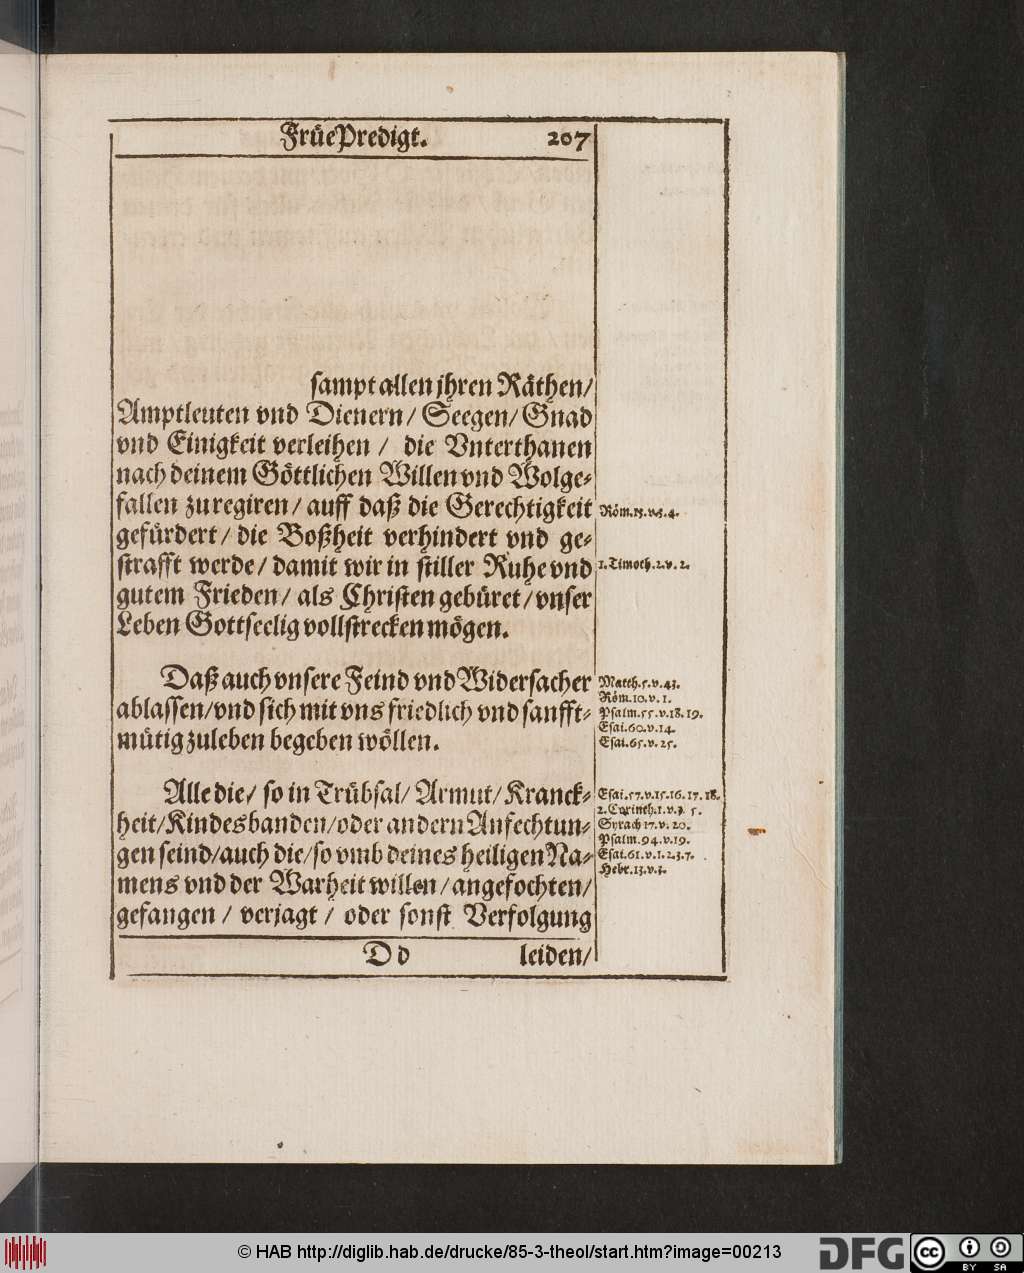 FrüePredigt. 207
sampt allen jhren Räthen/
Amptleuten vnd Dienern/ Seegen/ Gnad
vnd Einigkeit verleihen / die Vnterthanen
nach deinem Göttlichen Willen vnd Wolge-
fallen zu regiren/ auff daß die Gerechtigkeit
gefürdert/ die Boßheit verhindert vnd ge-
strafft werde/ damit wir in stiller Ruhe vnd
gutem Frieden/ als Christen gebüret/ vnser
Leben Gottseelig vollstrecken mögen.
Röm.13.v.3.4.
1.Timoth.2.v.2.
Daß auch vnsere Feind vnd Widersacher
ablassen/vnd sich mit vns friedlich vnd sanfft-
mütig zuleben begeben wöllen.
Matth.5.v.43.
Röm.10.v.1.
Psalm.55.v.18.19.
Esai.60.v.14.
Esai.65.v.25.
Alle die/ so in Trübsal/ Armut/ Kranck-
heit/Kindesbanden/oder andern Anfechtun-
gen seind/auch die/so vmb deines heiligen Na-
mens vnd der Warheit willen/angefochten/
gefangen / verjagt / oder sonst Verfolgung
Esai.57.v.15.16.17.18.
2.Corinth.1.v.3. 5.
Syrach 17.v.20.
Psalm.94.v.19.
Esai.61.v.1.2.3.7.
Hebr.13.v.3.
D d leiden/
© HAB http://diglib.hab.de/drucke/85-3-theol/start.htm?image=00213
DFG
cc BY SA